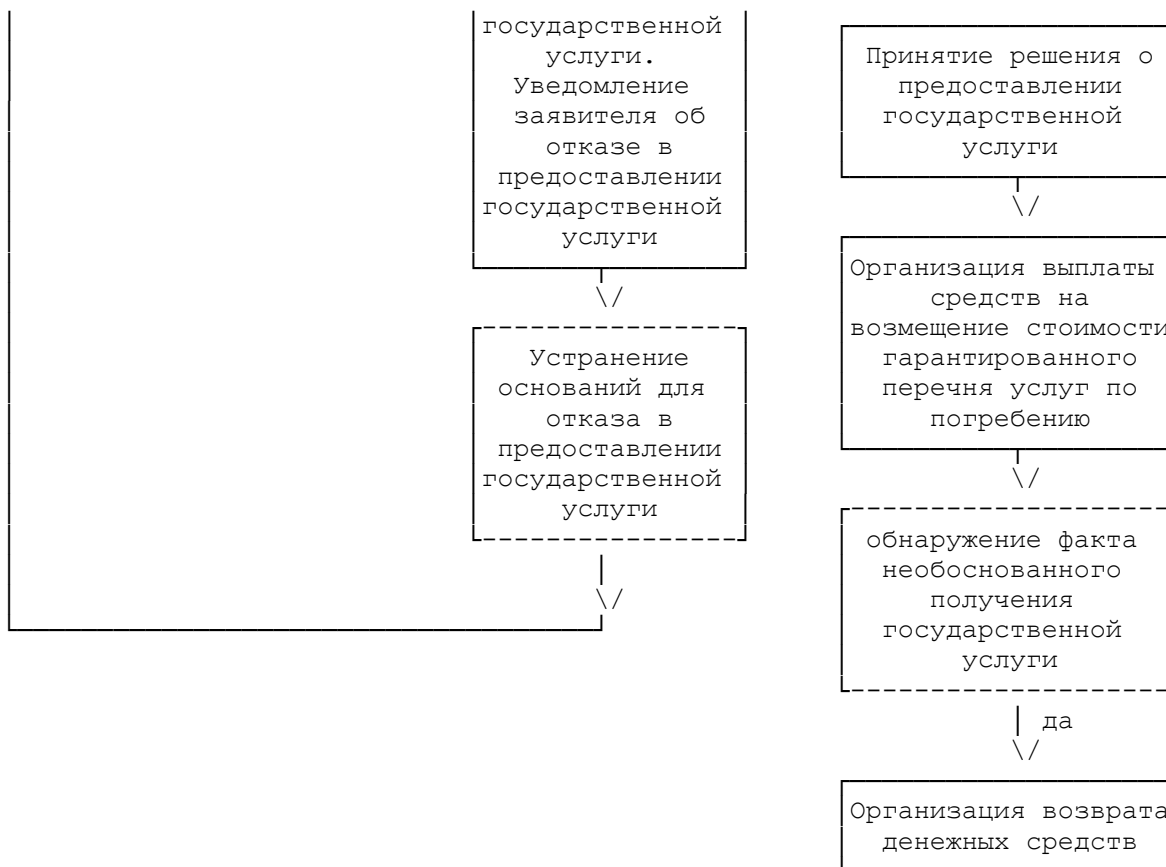 государственной
услуги.
Уведомление
заявителя об
отказе в
предоставлении
государственной
услуги
\/
Устранение
оснований для
отказа в
предоставлении
государственной
услуги
\/
Принятие решения о
предоставлении
государственной
услуги
\/
Организация выплаты
средств на
возмещение стоимости
гарантированного
перечня услуг по
погребению
\/
обнаружение факта
необоснованного
получения
государственной
услуги
да
\/
Организация возврата
денежных средств